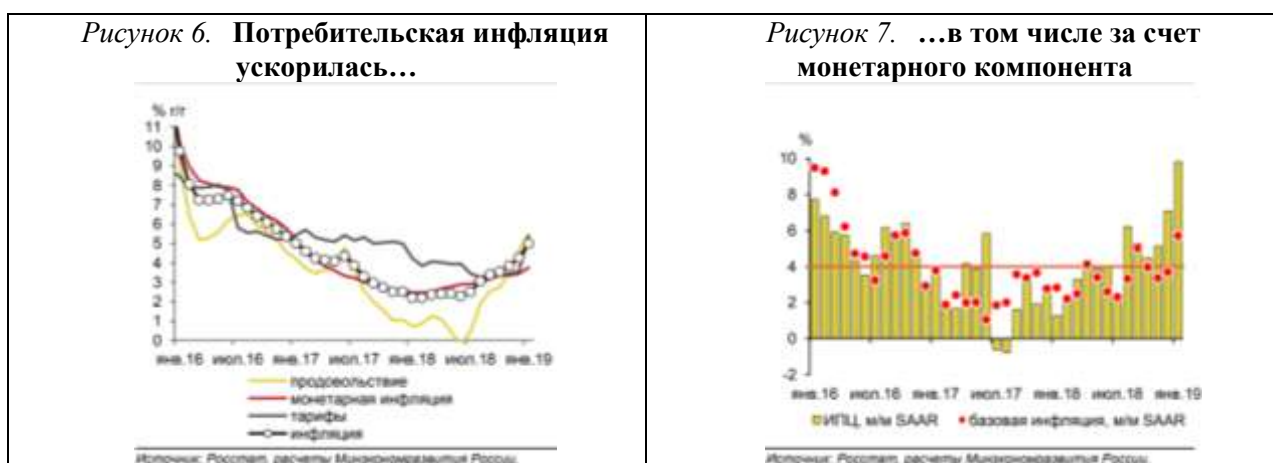 Рисунок 6. Потребительская инфляция
ускорилась…
% г/г
11
10
9
8
7
6
5
4
3
2
1
0
янв.16 июл.16 янв.17 июл.17 янв.18 июл.18 янв.19
продовольствие
монетарная инфляция
тарифы
инфляция
Источник: Росстат, расчеты Минэкономразвития России.
Рисунок 7. …в том числе за счет
монетарного компонента
%
10
8
6
4
2
0
-2
янв.16 июл.16 янв.17 июл.17 янв.18 июл.18 янв.19
ИПЦ, м/м SAAR базовая инфляция, м/м SAAR
Источник: Росстат, расчеты Минэкономразвития России.